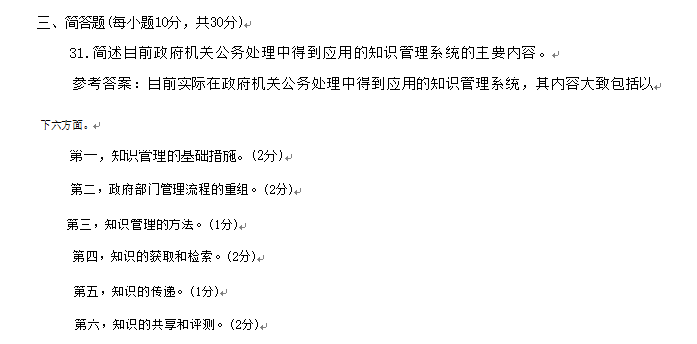 三、简答题(每小题10分，共30分)
31.简述目前政府机关公务处理中得到应用的知识管理系统的主要内容。
参考答案：目前实际在政府机关公务处理中得到应用的知识管理系统，其内容大致包括以
下六方面。
第一，知识管理的基础措施。(2分)
第二，政府部门管理流程的重组。(2分)
第三，知识管理的方法。(1分)
第四，知识的获取和检索。(2分)
第五，知识的传递。(1分)
第六，知识的共享和评测。(2分)